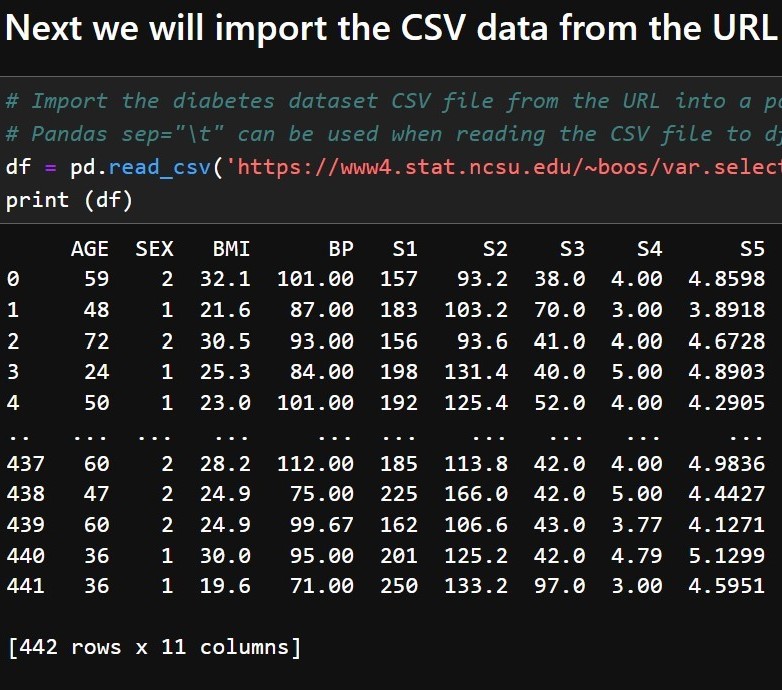 Next we will import the CSV data from the URL
# Import the diabetes dataset CSV file from the URL into a
# Pandas sep="\t" can be used when reading the CSV file to
df = pd.read_csv('https://www4.stat.ncsu.edu/~boos/var.select
print (df)
AGE SEX BMI BP S1 S2 S3 S4 S5
0 59 2 32.1 101.00 157 93.2 38.0 4.00 4.8598
1 48 1 21.6 87.00 183 103.2 70.0 3.00 3.8918
2 72 2 30.5 93.00 156 93.6 41.0 4.00 4.6728
3 24 1 25.3 84.00 198 131.4 40.0 5.00 4.8903
4 50 1 23.0 101.00 192 125.4 52.0 4.00 4.2905
.. ... ... ... ... ... ... ... ... ...
437 60 2 28.2 112.00 185 113.8 42.0 4.00 4.9836
438 47 2 24.9 75.00 225 166.0 42.0 5.00 4.4427
439 60 2 24.9 99.67 162 106.6 43.0 3.77 4.1271
440 36 1 30.0 95.00 201 125.2 42.0 4.79 5.1299
441 36 1 19.6 71.00 250 133.2 97.0 3.00 4.5951
[442 rows x 11 columns]